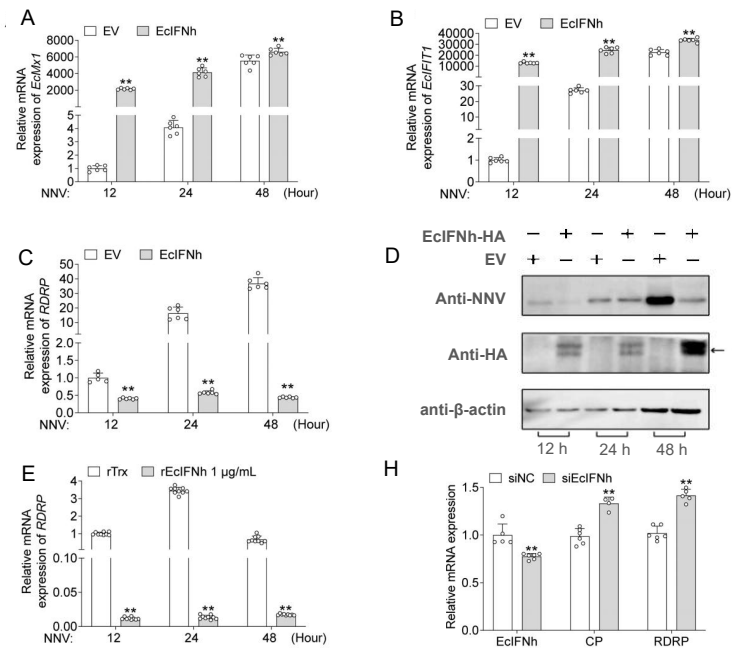 A
EV EcIFNh
Relative mRNA
expression of EcMx1
8000
6000
4000
2000
5
4
3
2
1
0
** ** **
NNV: 12 24 48 (Hour)
B
EV EcIFNh
Relative mRNA
expression of EcIFIT1
40000
30000
20000
10000
30
20
10
2
1
0
** ** **
NNV: 12 24 48 (Hour)
C
EV EcIFNh
Relative mRNA
expression of RDRP
50
40
30
20
10
2.0
1.5
1.0
0.5
0.0
** ** **
NNV: 12 24 48 (Hour)
D
EcIFNh-HA − + − + − +
EV + − + − + −
Anti-NNV
Anti-HA ←
anti-β-actin
12 h 24 h 48 h
E
rTrx rEcIFNh 1 μg/mL
Relative mRNA
expression of RDRP
4
3
2
1
0.10
0.05
0.00
** ** **
NNV: 12 24 48 (Hour)
H
siNC siEcIFNh
Relative mRNA expression
1.5
1.0
0.5
0.0
** ** **
EcIFNh CP RDRP